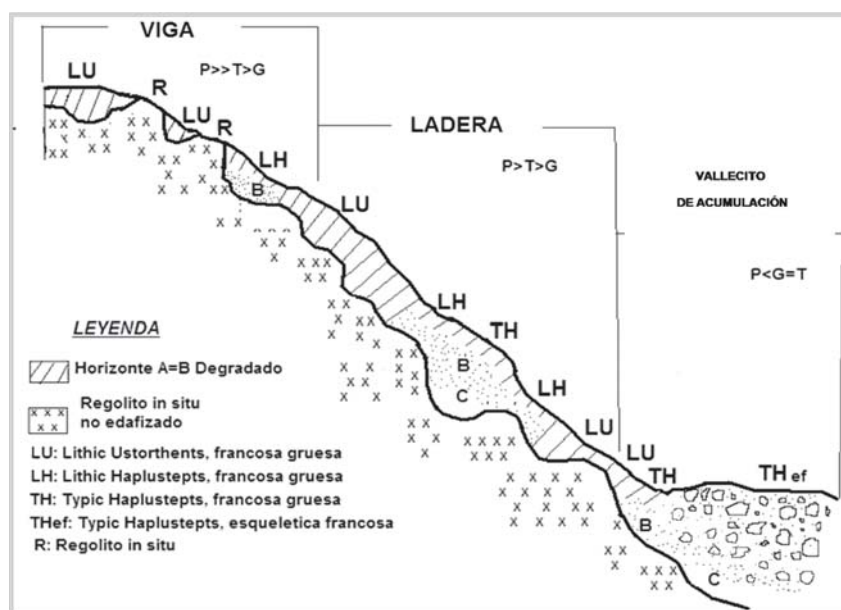 VIGA
LU
R
P>>T>G
LU
R
LH
B
LU
LADERA
P>T>G
VALLECITO
DE ACUMULACIÓN
P<G=T
LH
TH
B
C
LH
LU
LU
TH
TH ef
B
C
LEYENDA
Horizonte A=B Degradado
Regolito in situ
no edafizado
LU: Lithic Ustorthents, francosa gruesa
LH: Lithic Haplustepts, francosa gruesa
TH: Typic Haplustepts, francosa gruesa
THef: Typic Haplustepts, esqueletica francosa
R: Regolito in situ